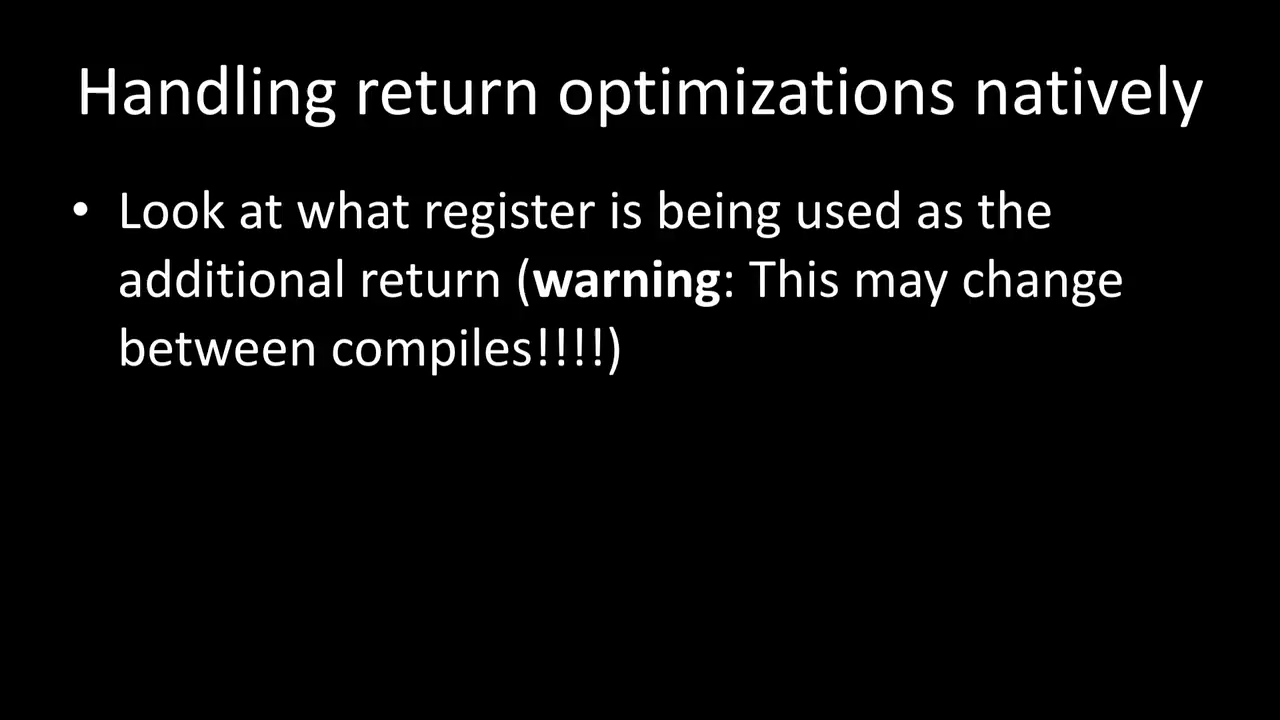 Handling return optimizations natively
• Look at what register is being used as the
additional return (warning: This may change
between compiles!!!!)